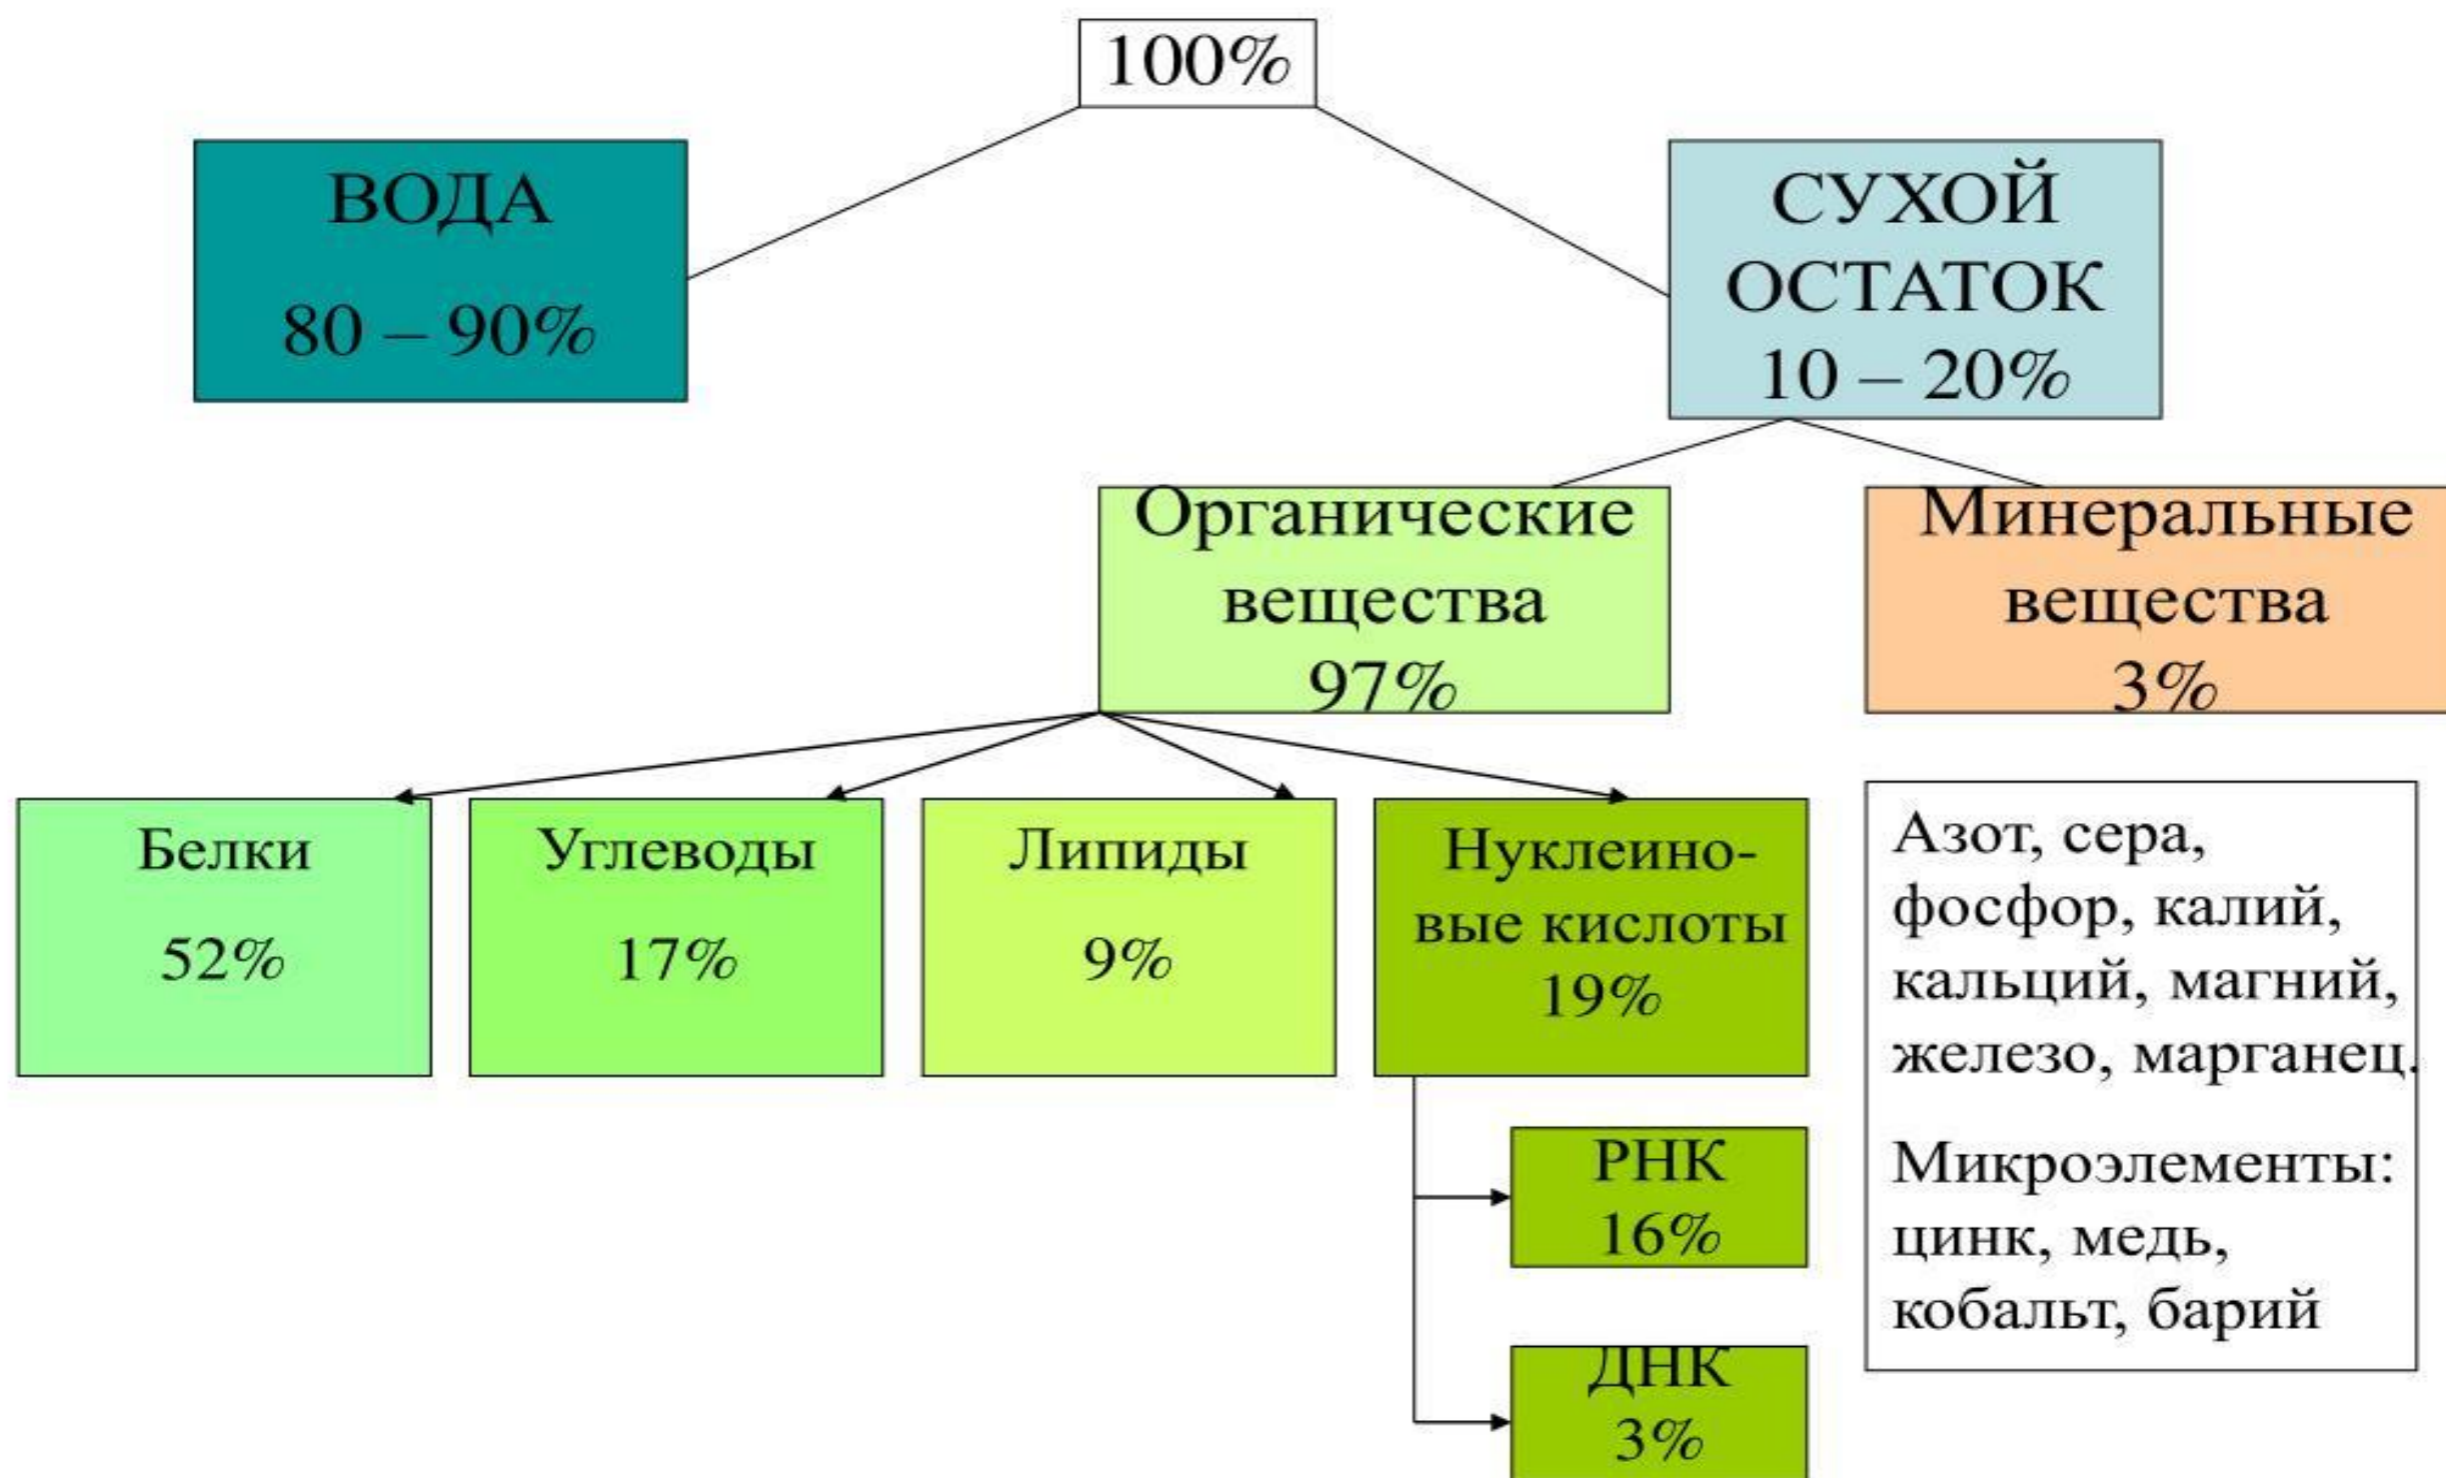 100%
ВОДА
80 – 90%
СУХОЙ
ОСТАТОК
10 – 20%
Органические
вещества
97%
Минеральные
вещества
3%
Белки
52%
Углеводы
17%
Липиды
9%
Нуклеино-
вые кислоты
19%
РНК
16%
ДНК
3%
Азот, сера,
фосфор, калий,
кальций, магний,
железо, марганец.
Микроэлементы:
цинк, медь,
кобальт, барий